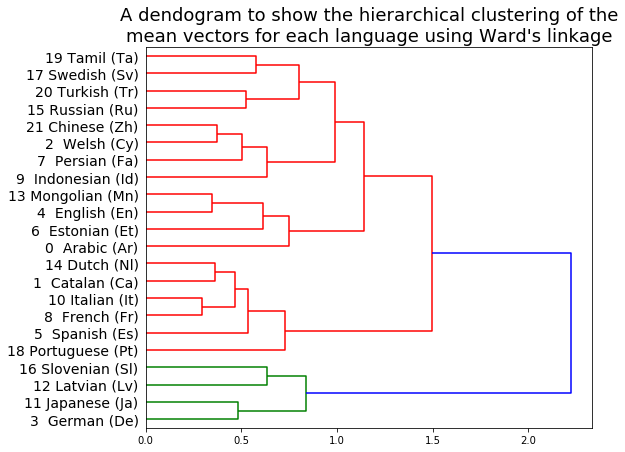 A dendogram to show the hierarchical clustering of the
mean vectors for each language using Ward's linkage
19 Tamil (Ta)
17 Swedish (Sv)
20 Turkish (Tr)
15 Russian (Ru)
21 Chinese (Zh)
2 Welsh (Cy)
7 Persian (Fa)
9 Indonesian (Id)
13 Mongolian (Mn)
4 English (En)
6 Estonian (Et)
0 Arabic (Ar)
14 Dutch (Nl)
1 Catalan (Ca)
10 Italian (It)
8 French (Fr)
5 Spanish (Es)
18 Portuguese (Pt)
16 Slovenian (Sl)
12 Latvian (Lv)
11 Japanese (Ja)
3 German (De)
0.0 0.5 1.0 1.5 2.0